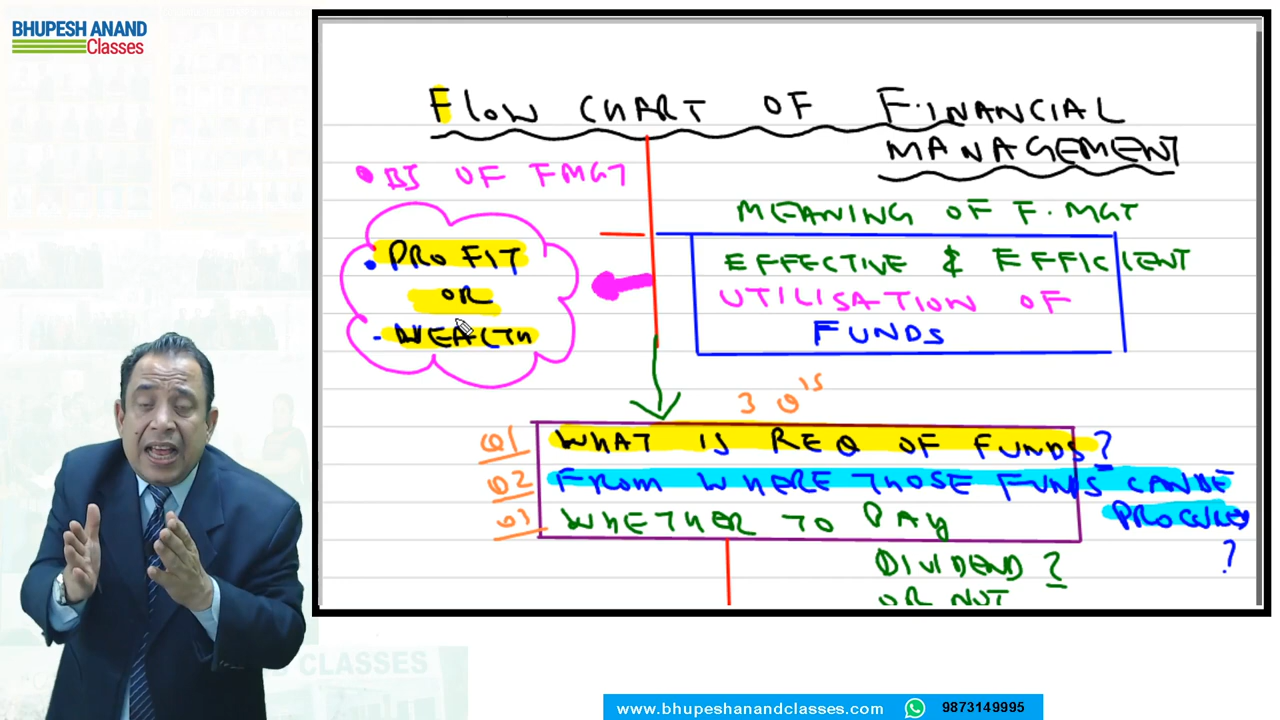 BHUPESH ANAND
Classes
FLOW CHART OF FINANCIAL
MANAGEMENT
OBJ OF FMGT
MEANING OF F. MGT
PROFIT
OR
WEALTH
EFFECTIVE & EFFICIENT
UTILISATION OF
FUNDS
3 Q'S
Q1 WHAT IS REQ OF FUNDS?
Q2 FROM WHERE THOSE FUNDS CAN BE
PROCURED
?
Q3 WHETHER TO PAY
DIVIDEND?
OR NOT
CLASSES
www.bhupeshanandclasses.com 9873149995